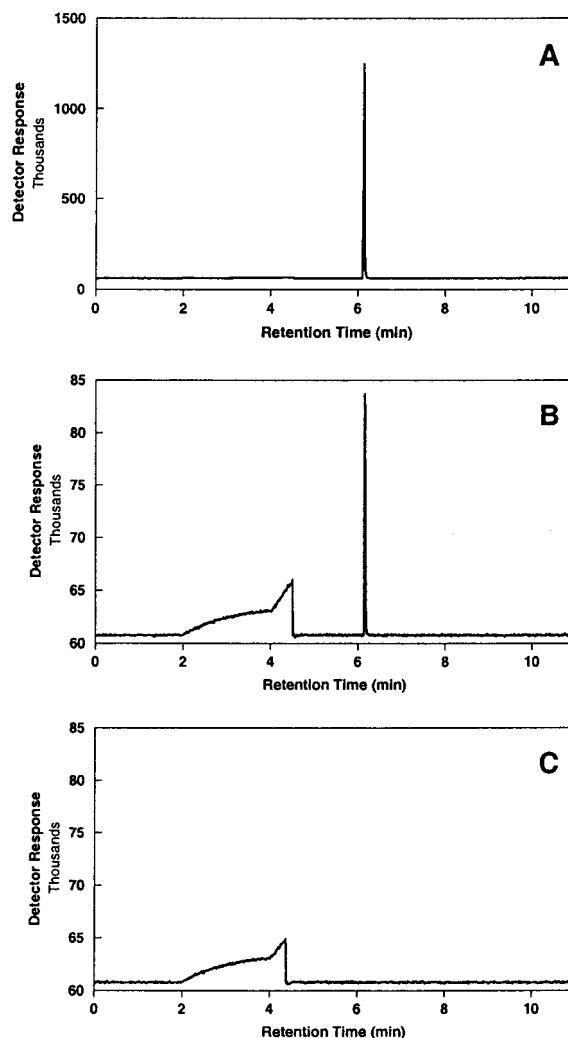 A
1500
1000
500
0
Detector Response
Thousands
0 2 4 6 8 10
Retention Time (min)
B
85
80
75
70
65
60
Detector Response
Thousands
0 2 4 6 8 10
Retention Time (min)
C
85
80
75
70
65
60
Detector Response
Thousands
0 2 4 6 8 10
Retention Time (min)